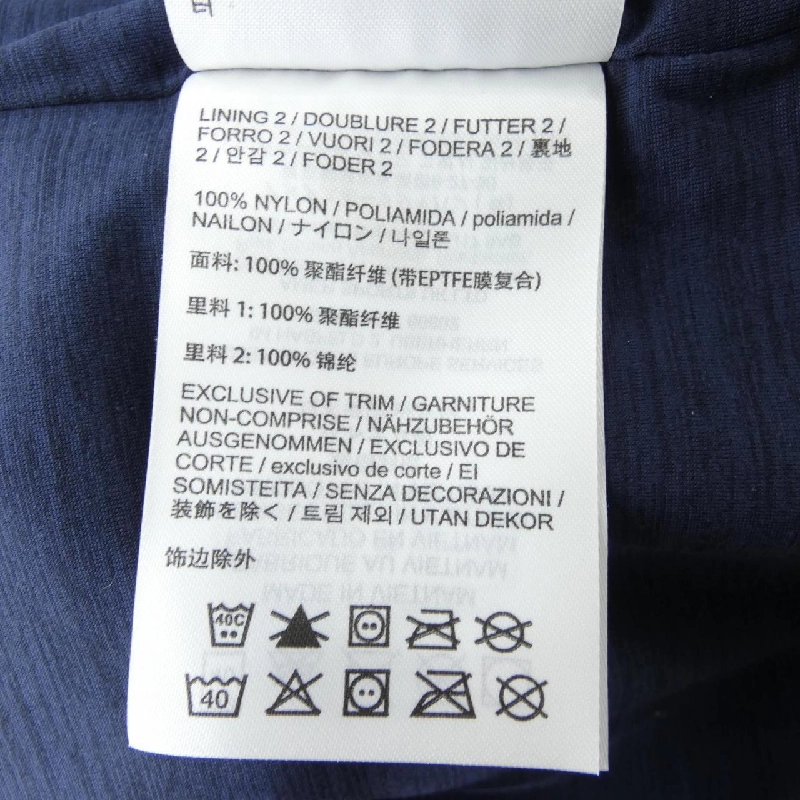 LINING 2 / DOUBLURE 2 / FUTTER 2 /
FORRO 2 / VUORI 2 / FODERA 2 / 裏地
2 / 안감 2 / FODER 2
100% NYLON / POLIAMIDA / poliamida /
NAILON / ナイロン / 나일론
面料: 100% 聚酯纤维 (带EPTFE膜复合)
里料 1: 100% 聚酯纤维
里料 2: 100% 锦纶
EXCLUSIVE OF TRIM / GARNITURE
NON-COMPRISE / NÄHZUBEHÖR
AUSGENOMMEN / EXCLUSIVO DE
CORTE / exclusivo de corte / EI
SOMISTEITA / SENZA DECORAZIONI /
装飾を除く / 트림 제외 / UTAN DEKOR
饰边除外
40C
40